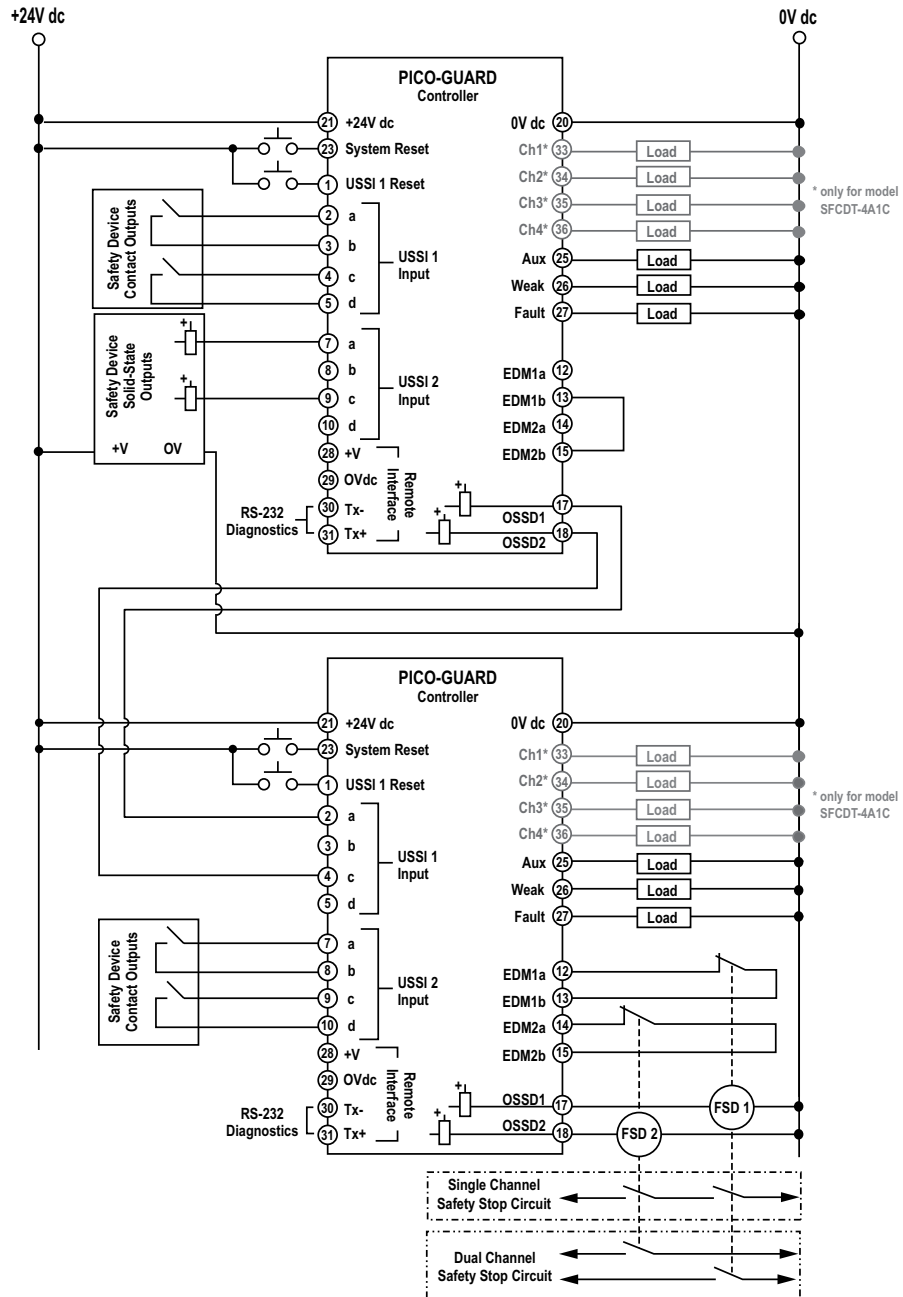 +24V dc
0V dc
PICO-GUARD
Controller
21 +24V dc
23 System Reset
1 USSI 1 Reset
2 a
3 b
4 c
5 d
USSI 1
Input
7 a
8 b
9 c
10 d
USSI 2
Input
28 +V
29 OVdc
30 Tx-
31 Tx+
Remote
Interface
RS-232
Diagnostics
Safety Device
Contact Outputs
Safety Device
Solid-State
Outputs
+
+
+V OV
0V dc 20
Ch1* 33 Load
Ch2* 34 Load
Ch3* 35 Load
Ch4* 36 Load
* only for model
SFCDT-4A1C
Aux 25 Load
Weak 26 Load
Fault 27 Load
EDM1a 12
EDM1b 13
EDM2a 14
EDM2b 15
+
OSSD1 17
+
OSSD2 18
PICO-GUARD
Controller
21 +24V dc
23 System Reset
1 USSI 1 Reset
2 a
3 b
4 c
5 d
USSI 1
Input
7 a
8 b
9 c
10 d
USSI 2
Input
28 +V
29 OVdc
30 Tx-
31 Tx+
Remote
Interface
RS-232
Diagnostics
Safety Device
Contact Outputs
0V dc 20
Ch1* 33 Load
Ch2* 34 Load
Ch3* 35 Load
Ch4* 36 Load
* only for model
SFCDT-4A1C
Aux 25 Load
Weak 26 Load
Fault 27 Load
EDM1a 12
EDM1b 13
EDM2a 14
EDM2b 15
+
OSSD1 17
FSD 1
+
OSSD2 18
FSD 2
Single Channel
Safety Stop Circuit
Dual Channel
Safety Stop Circuit